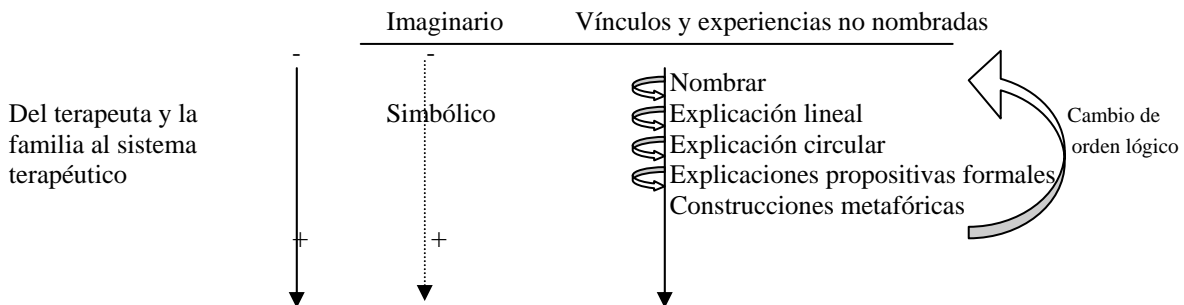 Imaginario Vínculos y experiencias no nombradas
- -
Nombrar
Del terapeuta y la
familia al sistema
terapéutico
Simbólico
Explicación lineal
Explicación circular
Explicaciones propositivas formales
Construcciones metafóricas
Cambio de
orden lógico
+ +